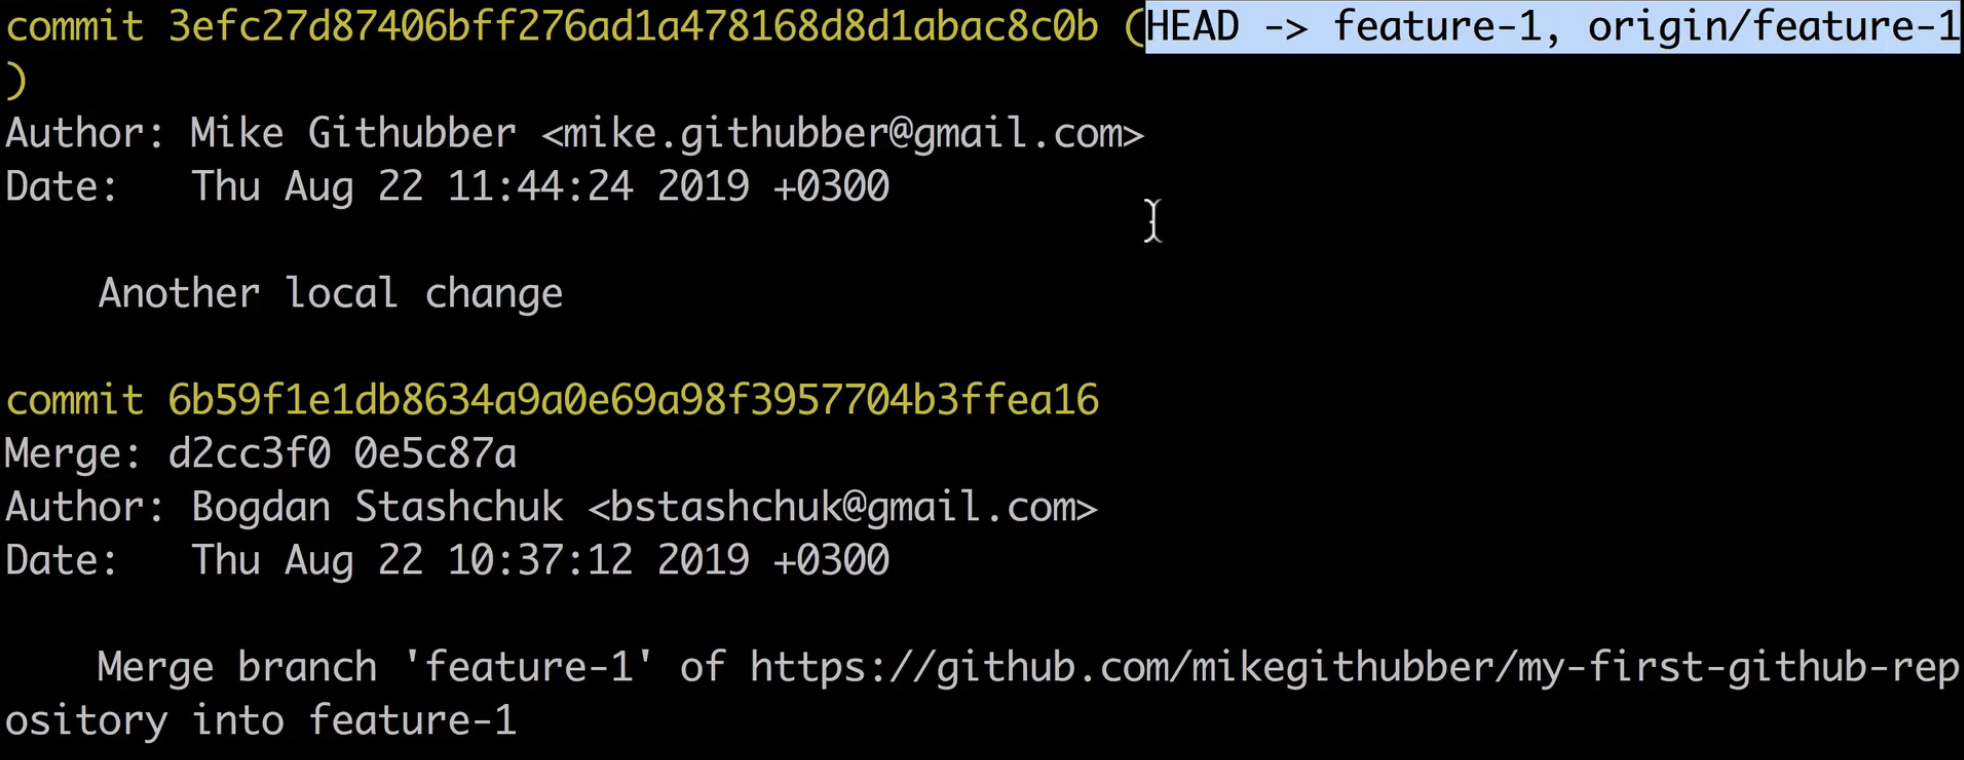 commit 3efc27d87406bff276ad1a478168d8d1abac8c0b (HEAD -> feature-1, origin/feature-1
)
Author: Mike Githubber <mike.githubber@gmail.com>
Date:   Thu Aug 22 11:44:24 2019 +0300
    Another local change
commit 6b59f1e1db8634a9a0e69a98f3957704b3ffea16
Merge: d2cc3f0 0e5c87a
Author: Bogdan Stashchuk <bstashchuk@gmail.com>
Date:   Thu Aug 22 10:37:12 2019 +0300
    Merge branch 'feature-1' of https://github.com/mikegithubber/my-first-github-rep
ository into feature-1